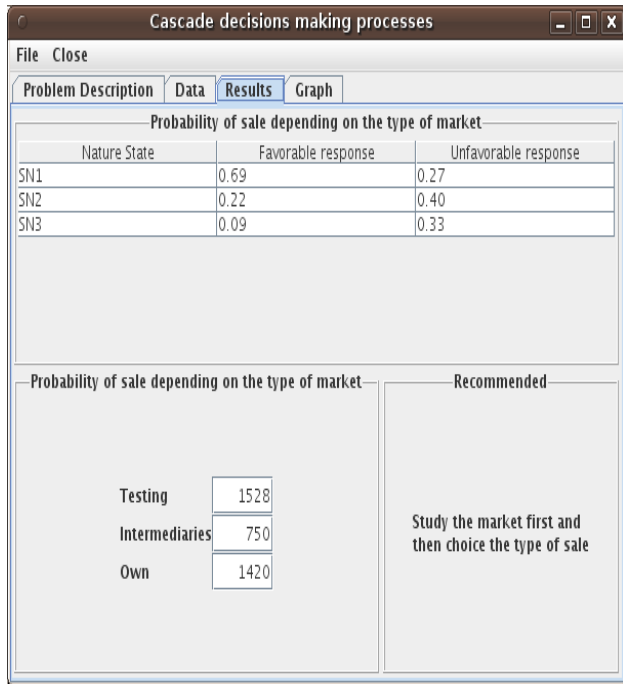 Cascade decisions making processes
File Close
Problem Description Data Results Graph
Probability of sale depending on the type of market
Nature State Favorable response Unfavorable response
SN1 0.69 0.27
SN2 0.22 0.40
SN3 0.09 0.33
Probability of sale depending on the type of market
Testing 1528
Intermediaries 750
Own 1420
Recommended
Study the market first and
then choice the type of sale